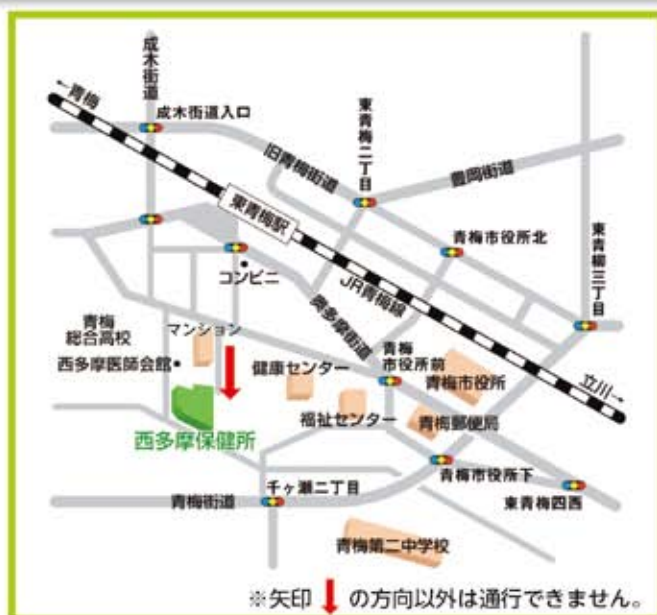 成木街道
←青梅
成木街道入口
旧青梅街道
東青梅二丁目
豊岡街道
東青梅駅
青梅市役所北
東青柳三丁目
コンビニ
JR青梅線
奥多摩街道
青梅
総合高校
マンション
西多摩医師会館
健康センター
青梅
市役所前
青梅市役所
立川→
西多摩保健所
福祉センター
青梅郵便局
青梅市役所下
千ヶ瀬二丁目
青梅街道
東青梅四西
青梅第二中学校
※矢印 の方向以外は通行できません。